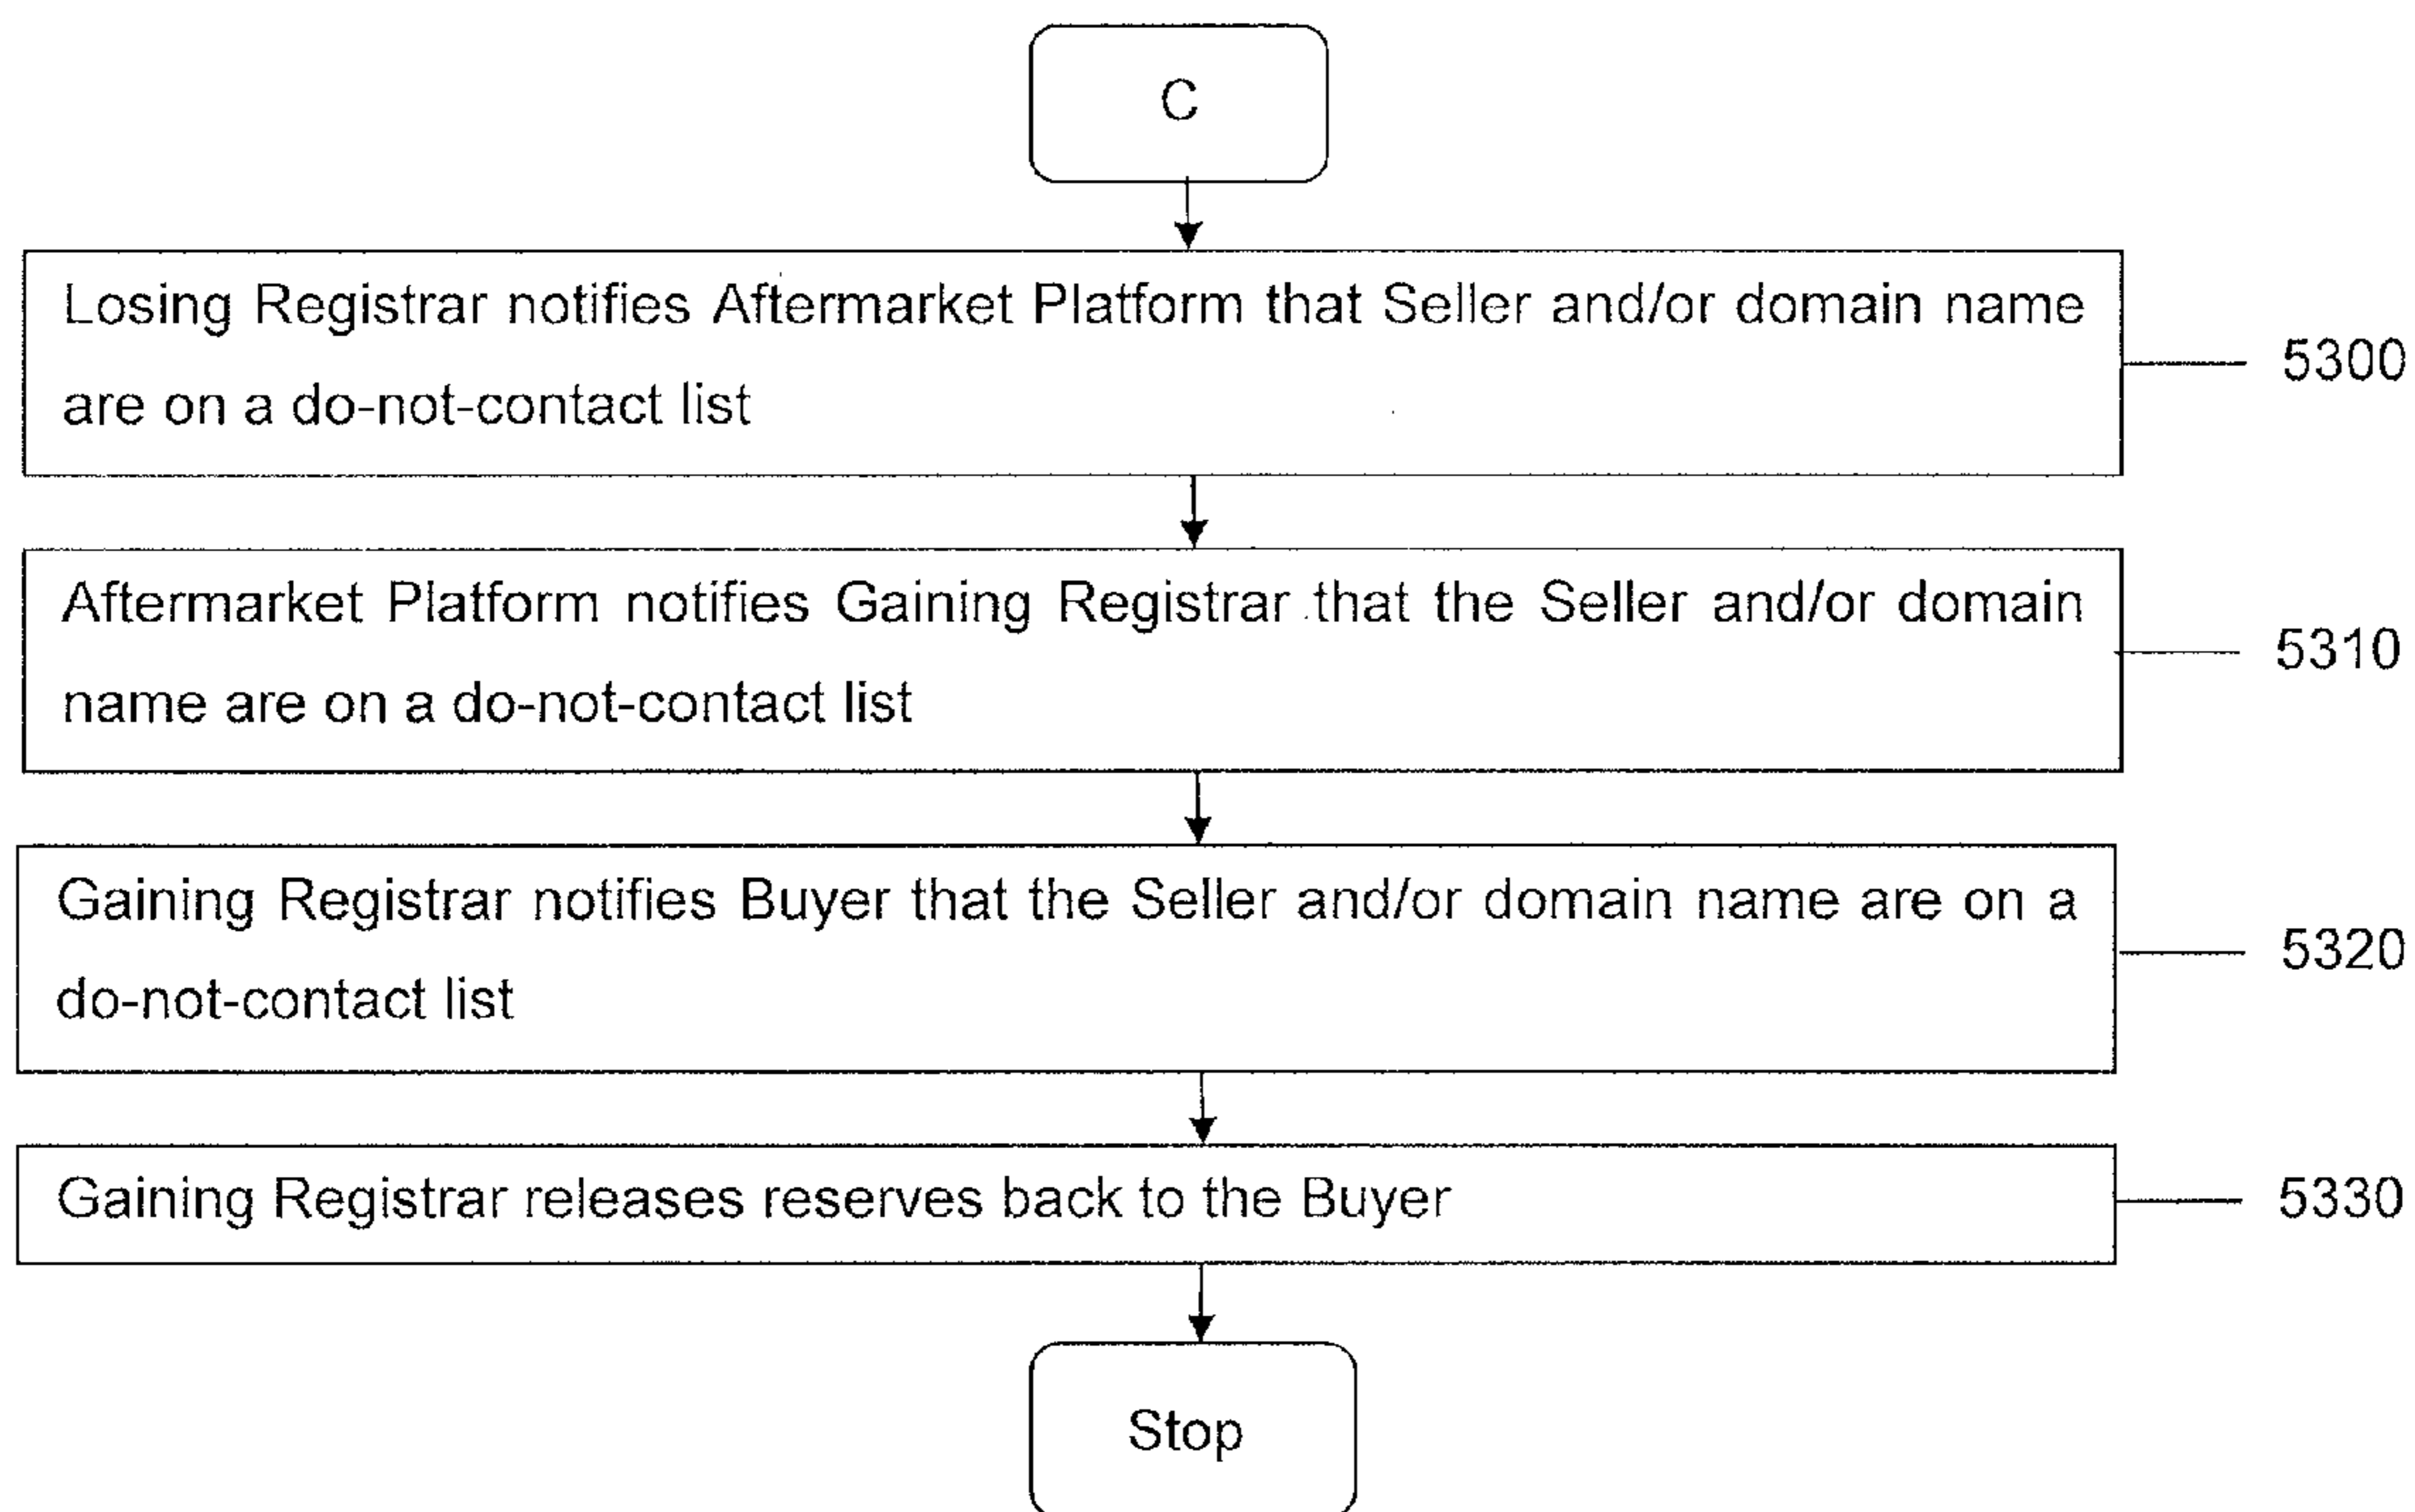 C
Losing Registrar notifies Aftermarket Platform that Seller and/or domain name
are on a do-not-contact list
5300
Aftermarket Platform notifies Gaining Registrar that the Seller and/or domain
name are on a do-not-contact list
5310
Gaining Registrar notifies Buyer that the Seller and/or domain name are on a
do-not-contact list
5320
Gaining Registrar releases reserves back to the Buyer
5330
Stop